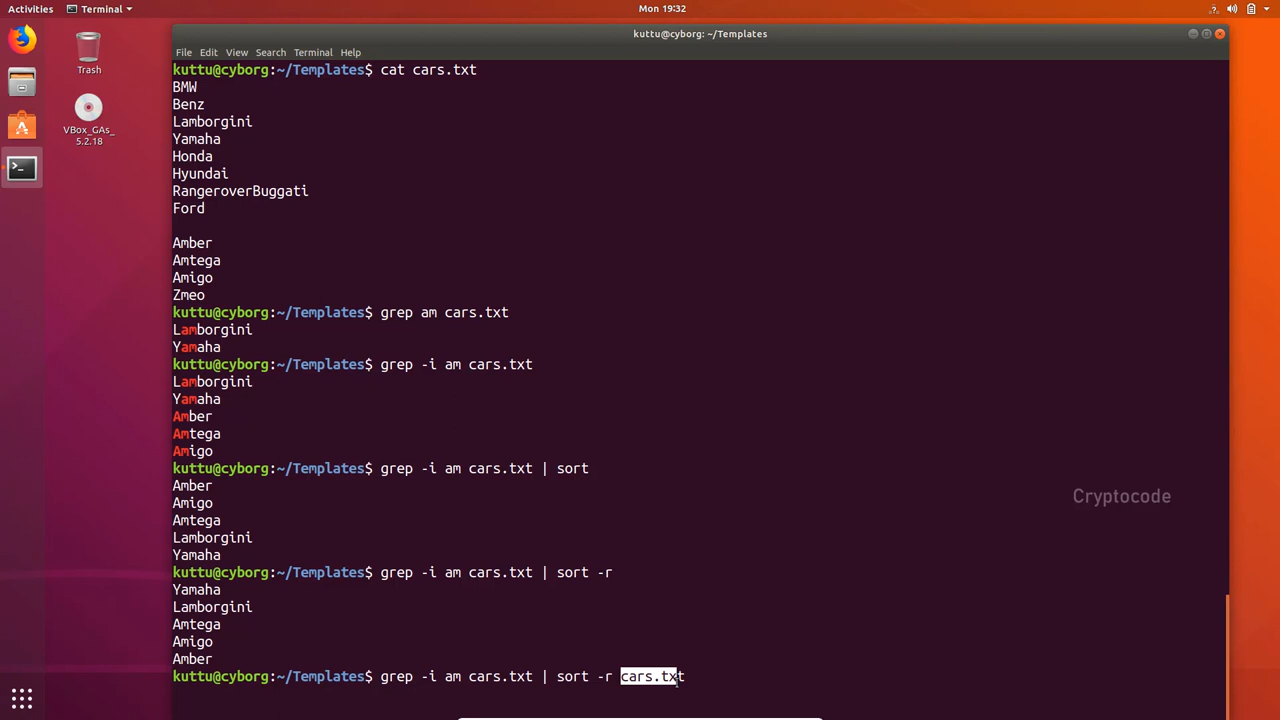 Activities
Terminal
Mon 19:32
kuttu@cyborg: ~/Templates
File Edit View Search Terminal Help
Trash
VBox_GAs_
5.2.18
kuttu@cyborg:~/Templates$ cat cars.txt
BMW
Benz
Lamborgini
Yamaha
Honda
Hyundai
RangeroverBuggati
Ford
Amber
Amtega
Amigo
Zmeo
kuttu@cyborg:~/Templates$ grep am cars.txt
Lamborgini
Yamaha
kuttu@cyborg:~/Templates$ grep -i am cars.txt
Lamborgini
Yamaha
Amber
Amtega
Amigo
kuttu@cyborg:~/Templates$ grep -i am cars.txt | sort
Amber
Amigo
Amtega
Lamborgini
Yamaha
kuttu@cyborg:~/Templates$ grep -i am cars.txt | sort -r
Yamaha
Lamborgini
Amtega
Amigo
Amber
kuttu@cyborg:~/Templates$ grep -i am cars.txt | sort -r cars.txt
Cryptocode